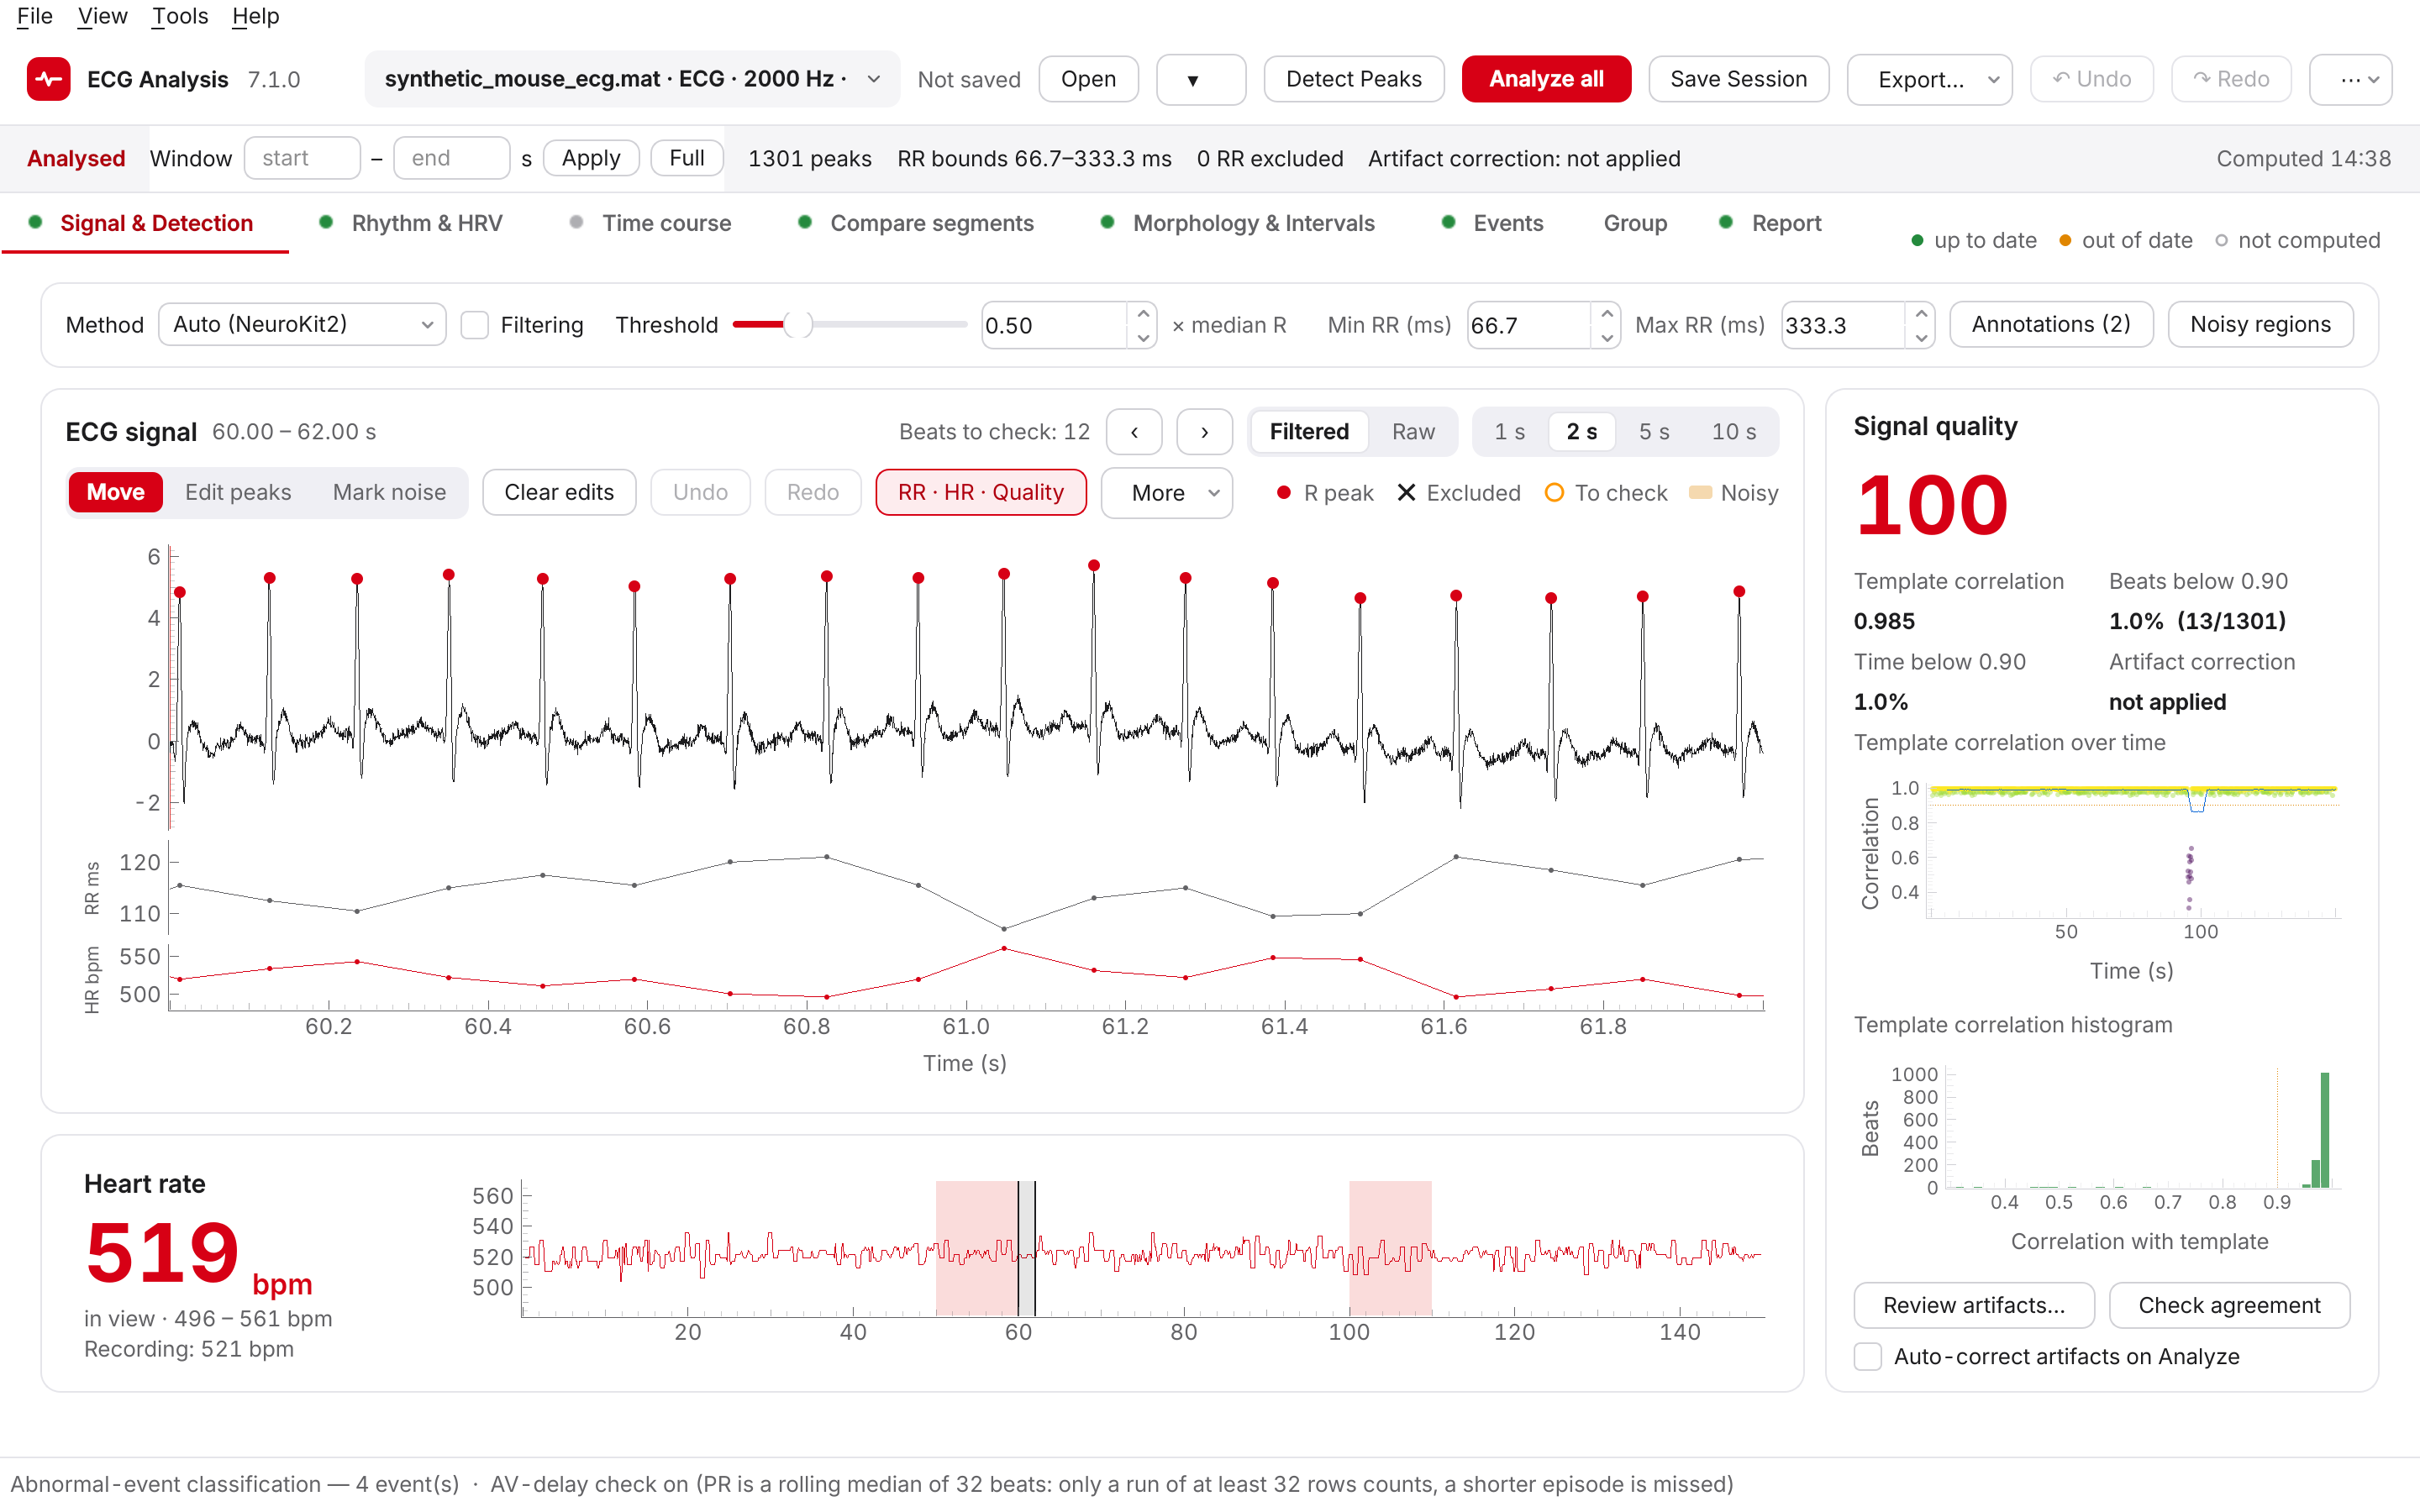 File View Tools Help
ECG Analysis 7.1.0 synthetic_mouse_ecg.mat · ECG · 2000 Hz · Not saved Open ▼ Detect Peaks Analyze all Save Session Export... ↶ Undo ↷ Redo ...
Analysed Window start – end s Apply Full 1301 peaks RR bounds 66.7–333.3 ms 0 RR excluded Artifact correction: not applied Computed 14:38
Signal & Detection Rhythm & HRV Time course Compare segments Morphology & Intervals Events Group Report
up to date out of date not computed
Method Auto (NeuroKit2) Filtering Threshold 0.50 × median R Min RR (ms) 66.7 Max RR (ms) 333.3 Annotations (2) Noisy regions
ECG signal 60.00 – 62.00 s Beats to check: 12 ‹ › Filtered Raw 1 s 2 s 5 s 10 s
Move Edit peaks Mark noise Clear edits Undo Redo RR · HR · Quality More R peak Excluded To check Noisy
6
4
2
0
-2
RR ms
120
110
HR bpm
550
500
60.2 60.4 60.6 60.8 61.0 61.2 61.4 61.6 61.8
Time (s)
Heart rate
519 bpm
in view · 496 – 561 bpm
Recording: 521 bpm
560
540
520
500
20 40 60 80 100 120 140
Signal quality
100
Template correlation Beats below 0.90
0.985 1.0% (13/1301)
Time below 0.90 Artifact correction
1.0% not applied
Template correlation over time
Correlation
1.0
0.8
0.6
0.4
50 100
Time (s)
Template correlation histogram
Beats
1000
800
600
400
200
0
0.4 0.5 0.6 0.7 0.8 0.9
Correlation with template
Review artifacts... Check agreement
Auto-correct artifacts on Analyze
Abnormal-event classification — 4 event(s) · AV-delay check on (PR is a rolling median of 32 beats: only a run of at least 32 rows counts, a shorter episode is missed)